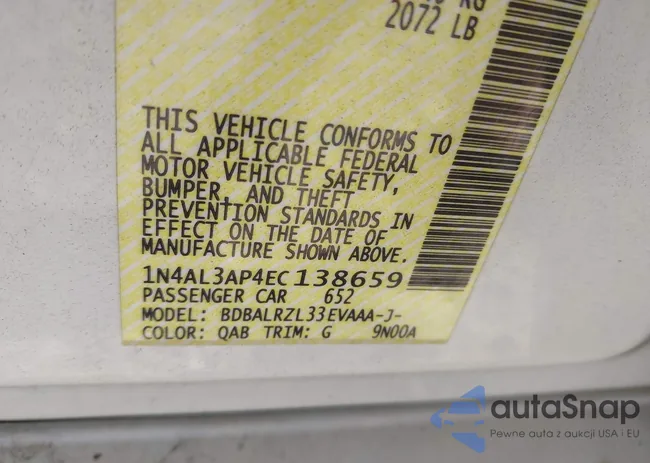 2072 LB
THIS VEHICLE CONFORMS TO
ALL APPLICABLE FEDERAL
MOTOR VEHICLE SAFETY,
BUMPER, AND THEFT
PREVENTION STANDARDS IN
EFFECT ON THE DATE OF
MANUFACTURE SHOWN ABOVE.
1N4AL3AP4EC138659
PASSENGER CAR 652
MODEL: BDBALRZL33EVAAA-J-
COLOR: QAB TRIM: G 9N00A
autaSnap
Pewne auta z aukcji USA i EU